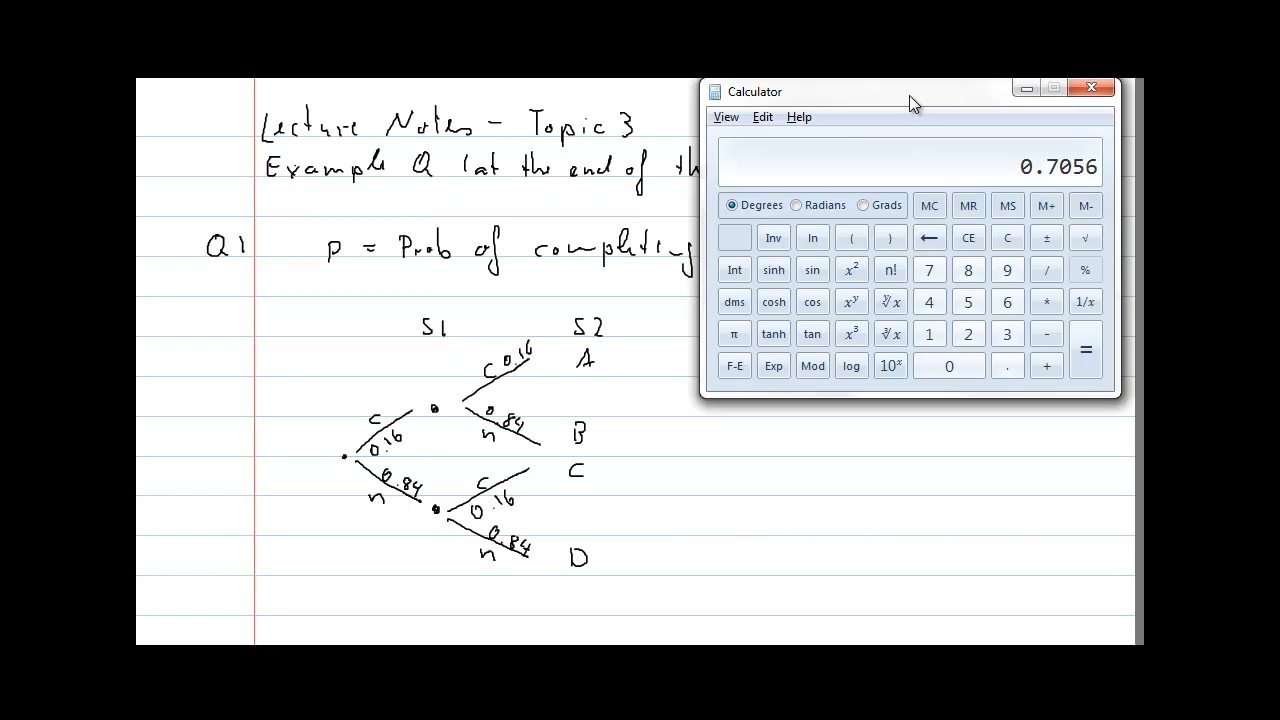 Lecture Notes - Topic 3
Example Q 1 at the end of th
Q1 p = Prob of completing
S1 S2
c 0.16 A
c 0.16
0.84 n B
0.84 n
c 0.16 C
0.84 n D
Calculator
View Edit Help
0.7056
Degrees Radians Grads MC MR MS M+ M-
Inv ln ( ) ← CE C ± √
Int sinh sin x² n! 7 8 9 / %
dms cosh cos xʸ ʸ√x 4 5 6 * 1/x
π tanh tan x³ ³√x 1 2 3 - =
F-E Exp Mod log 10ˣ 0 . +